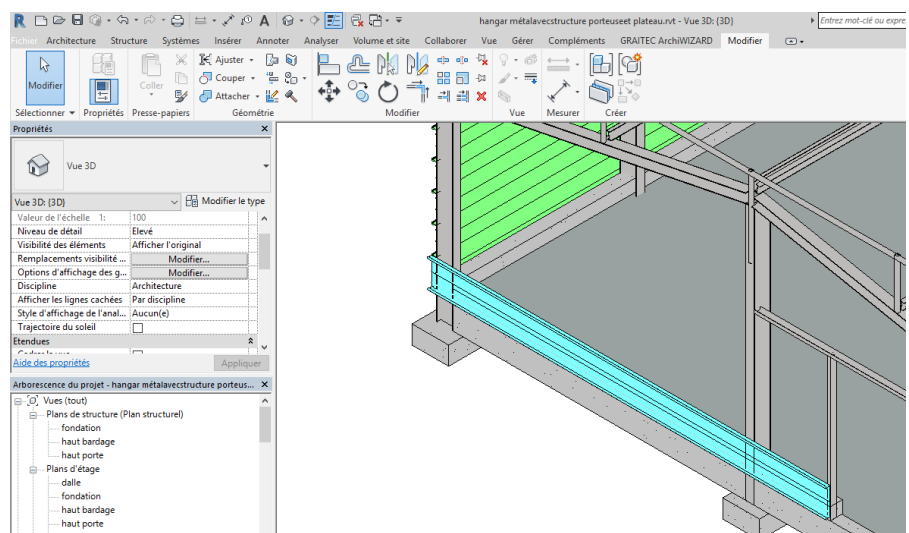 hangar métalavecstructure porteuseet plateau.rvt - Vue 3D: {3D}
Entrez mot-clé ou expre
Fichier Architecture Structure Systèmes Insérer Annoter Analyser Volume et site Collaborer Vue Gérer Compléments GRAITEC ArchiWIZARD Modifier
Modifier
Coller
Ajuster
Couper
Attacher
Sélectionner Propriétés Presse-papiers Géométrie Modifier Vue Mesurer Créer
Propriétés
Vue 3D
Vue 3D: {3D} Modifier le type
Valeur de l'échelle 1: 100
Niveau de détail Elevé
Visibilité des éléments Afficher l'original
Remplacements visibilité ... Modifier...
Options d'affichage des g... Modifier...
Discipline Architecture
Afficher les lignes cachées Par discipline
Style d'affichage de l'anal... Aucun(e)
Trajectoire du soleil
Etendues
Aide des propriétés Appliquer
Arborescence du projet - hangar métalavecstructure porteus...
Vues (tout)
Plans de structure (Plan structurel)
fondation
haut bardage
haut porte
Plans d'étage
dalle
fondation
haut bardage
haut porte